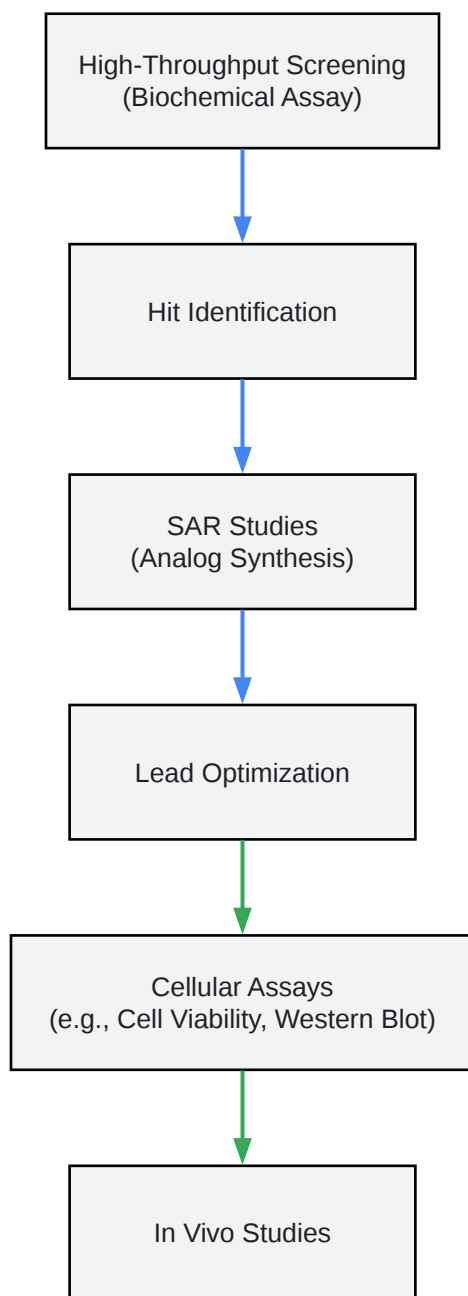 High-Throughput Screening
(Biochemical Assay)
Hit Identification
SAR Studies
(Analog Synthesis)
Lead Optimization
Cellular Assays
(e.g., Cell Viability, Western Blot)
In Vivo Studies